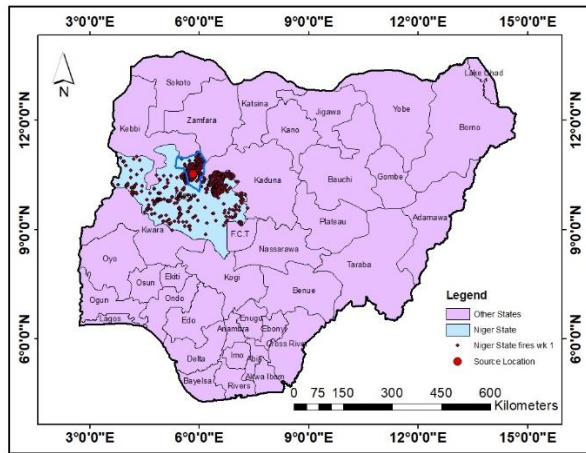 3°0'0"E 6°0'0"E 9°0'0"E 12°0'0"E 15°0'0"E
N
12°0'0"N 12°0'0"N
9°0'0"N 9°0'0"N
6°0'0"N 6°0'0"N
Lake Chad
Sokoto
Katsina
Yobe
Jigawa
Zamfara
Borno
Kano
Kebbi
Gombe
Kaduna
Bauchi
Adamawa
Plateau
Kwara
F.C.T
Nassarawa
Oyo
Taraba
Kogi
Ekiti
Osun
Benue
Ondo
Ogun
Lagos
Edo
Enugu
Anambra
Ebonyi
Cross River
Delta
Imo
Abia
Akwa Ibom
Bayelsa
Rivers
Legend
Other States
Niger State
Niger State fires wk 1
Source Location
0 75 150 300 450 600
Kilometers
3°0'0"E 6°0'0"E 9°0'0"E 12°0'0"E 15°0'0"E